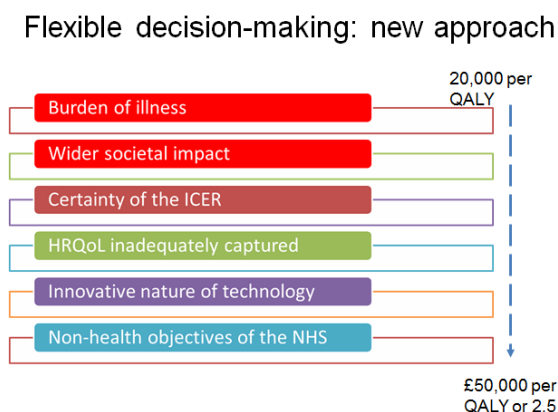 Flexible decision-making: new approach
20,000 per
QALY
Burden of illness
Wider societal impact
Certainty of the ICER
HRQoL inadequately captured
Innovative nature of technology
Non-health objectives of the NHS
£50,000 per
QALY or 2.5